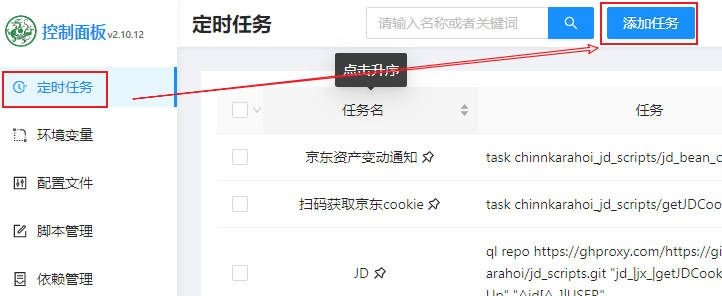 控制面板 v2.10.12
定时任务
请输入名称或者关键词
添加任务
定时任务
环境变量
配置文件
脚本管理
依赖管理
点击升序
任务名
任务
京东资产变动通知
task chinnkarahoi_jd_scripts/jd_bean_c
扫码获取京东cookie
task chinnkarahoi_jd_scripts/getJDCoo
JD
ql repo https://ghproxy.com/https://gi
arahoi/jd_scripts.git "jd_|jx_|getJDCook